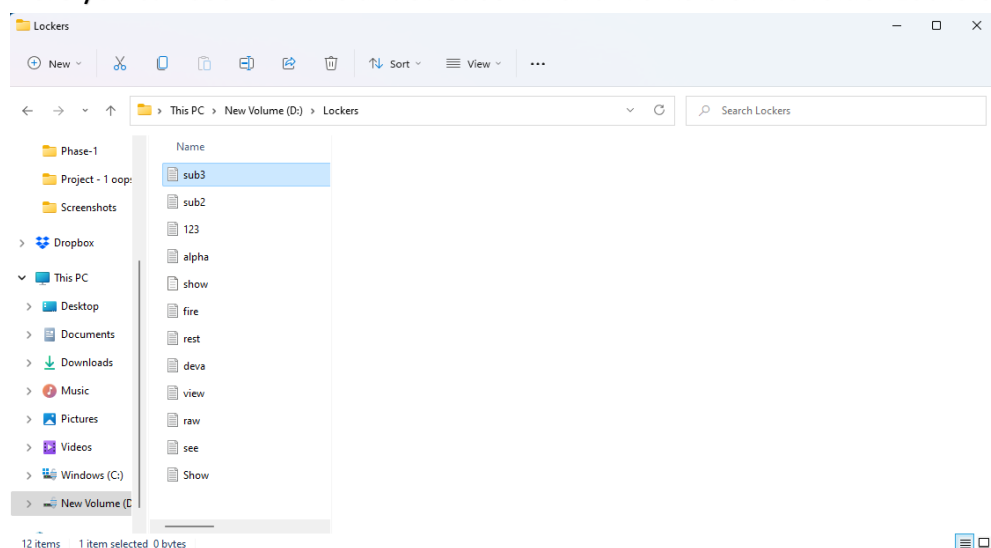 Lockers
New
Sort
View
This PC > New Volume (D:) > Lockers
Search Lockers
Phase-1
Project - 1 oop
Screenshots
Dropbox
This PC
Desktop
Documents
Downloads
Music
Pictures
Videos
Windows (C:)
New Volume (D
Name
sub3
sub2
123
alpha
show
fire
rest
deva
view
raw
see
Show
12 items 1 item selected 0 bytes